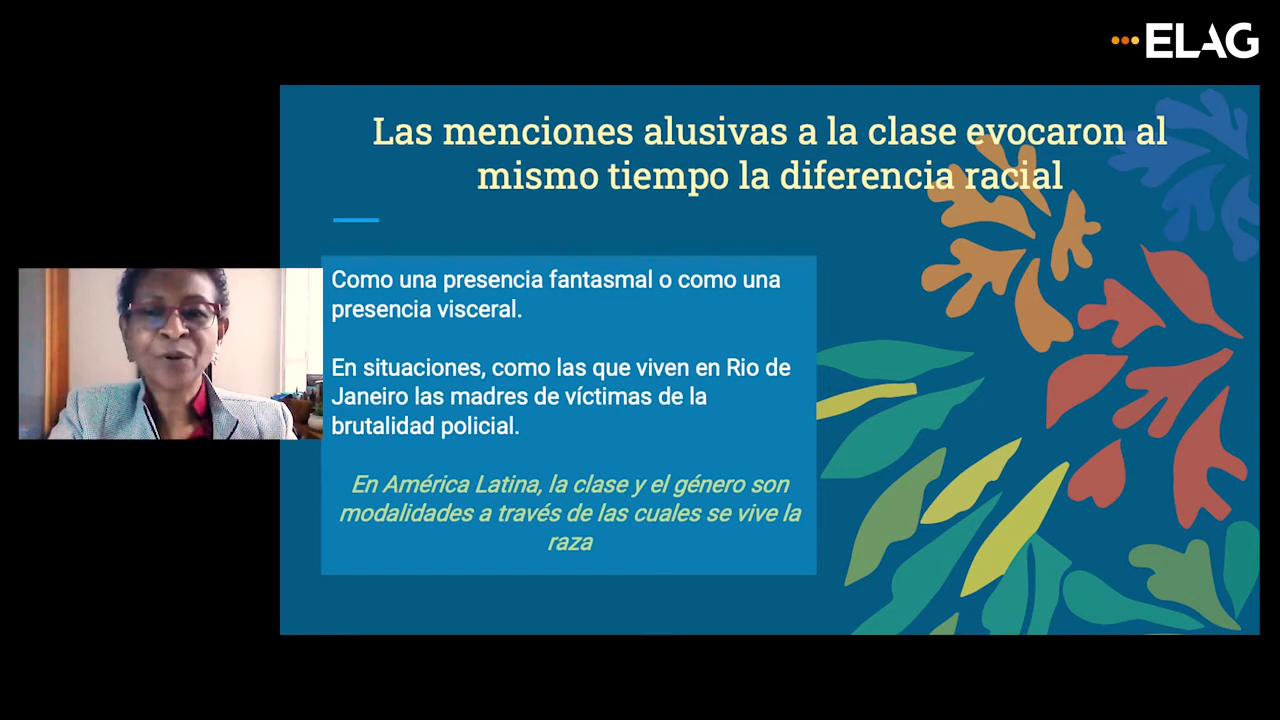 ELAG
Las menciones alusivas a la clase evocaron al
mismo tiempo la diferencia racial
Como una presencia fantasmal o como una
presencia visceral.
En situaciones, como las que viven en Rio de
Janeiro las madres de víctimas de la
brutalidad policial.
En América Latina, la clase y el género son
modalidades a través de las cuales se vive la
raza